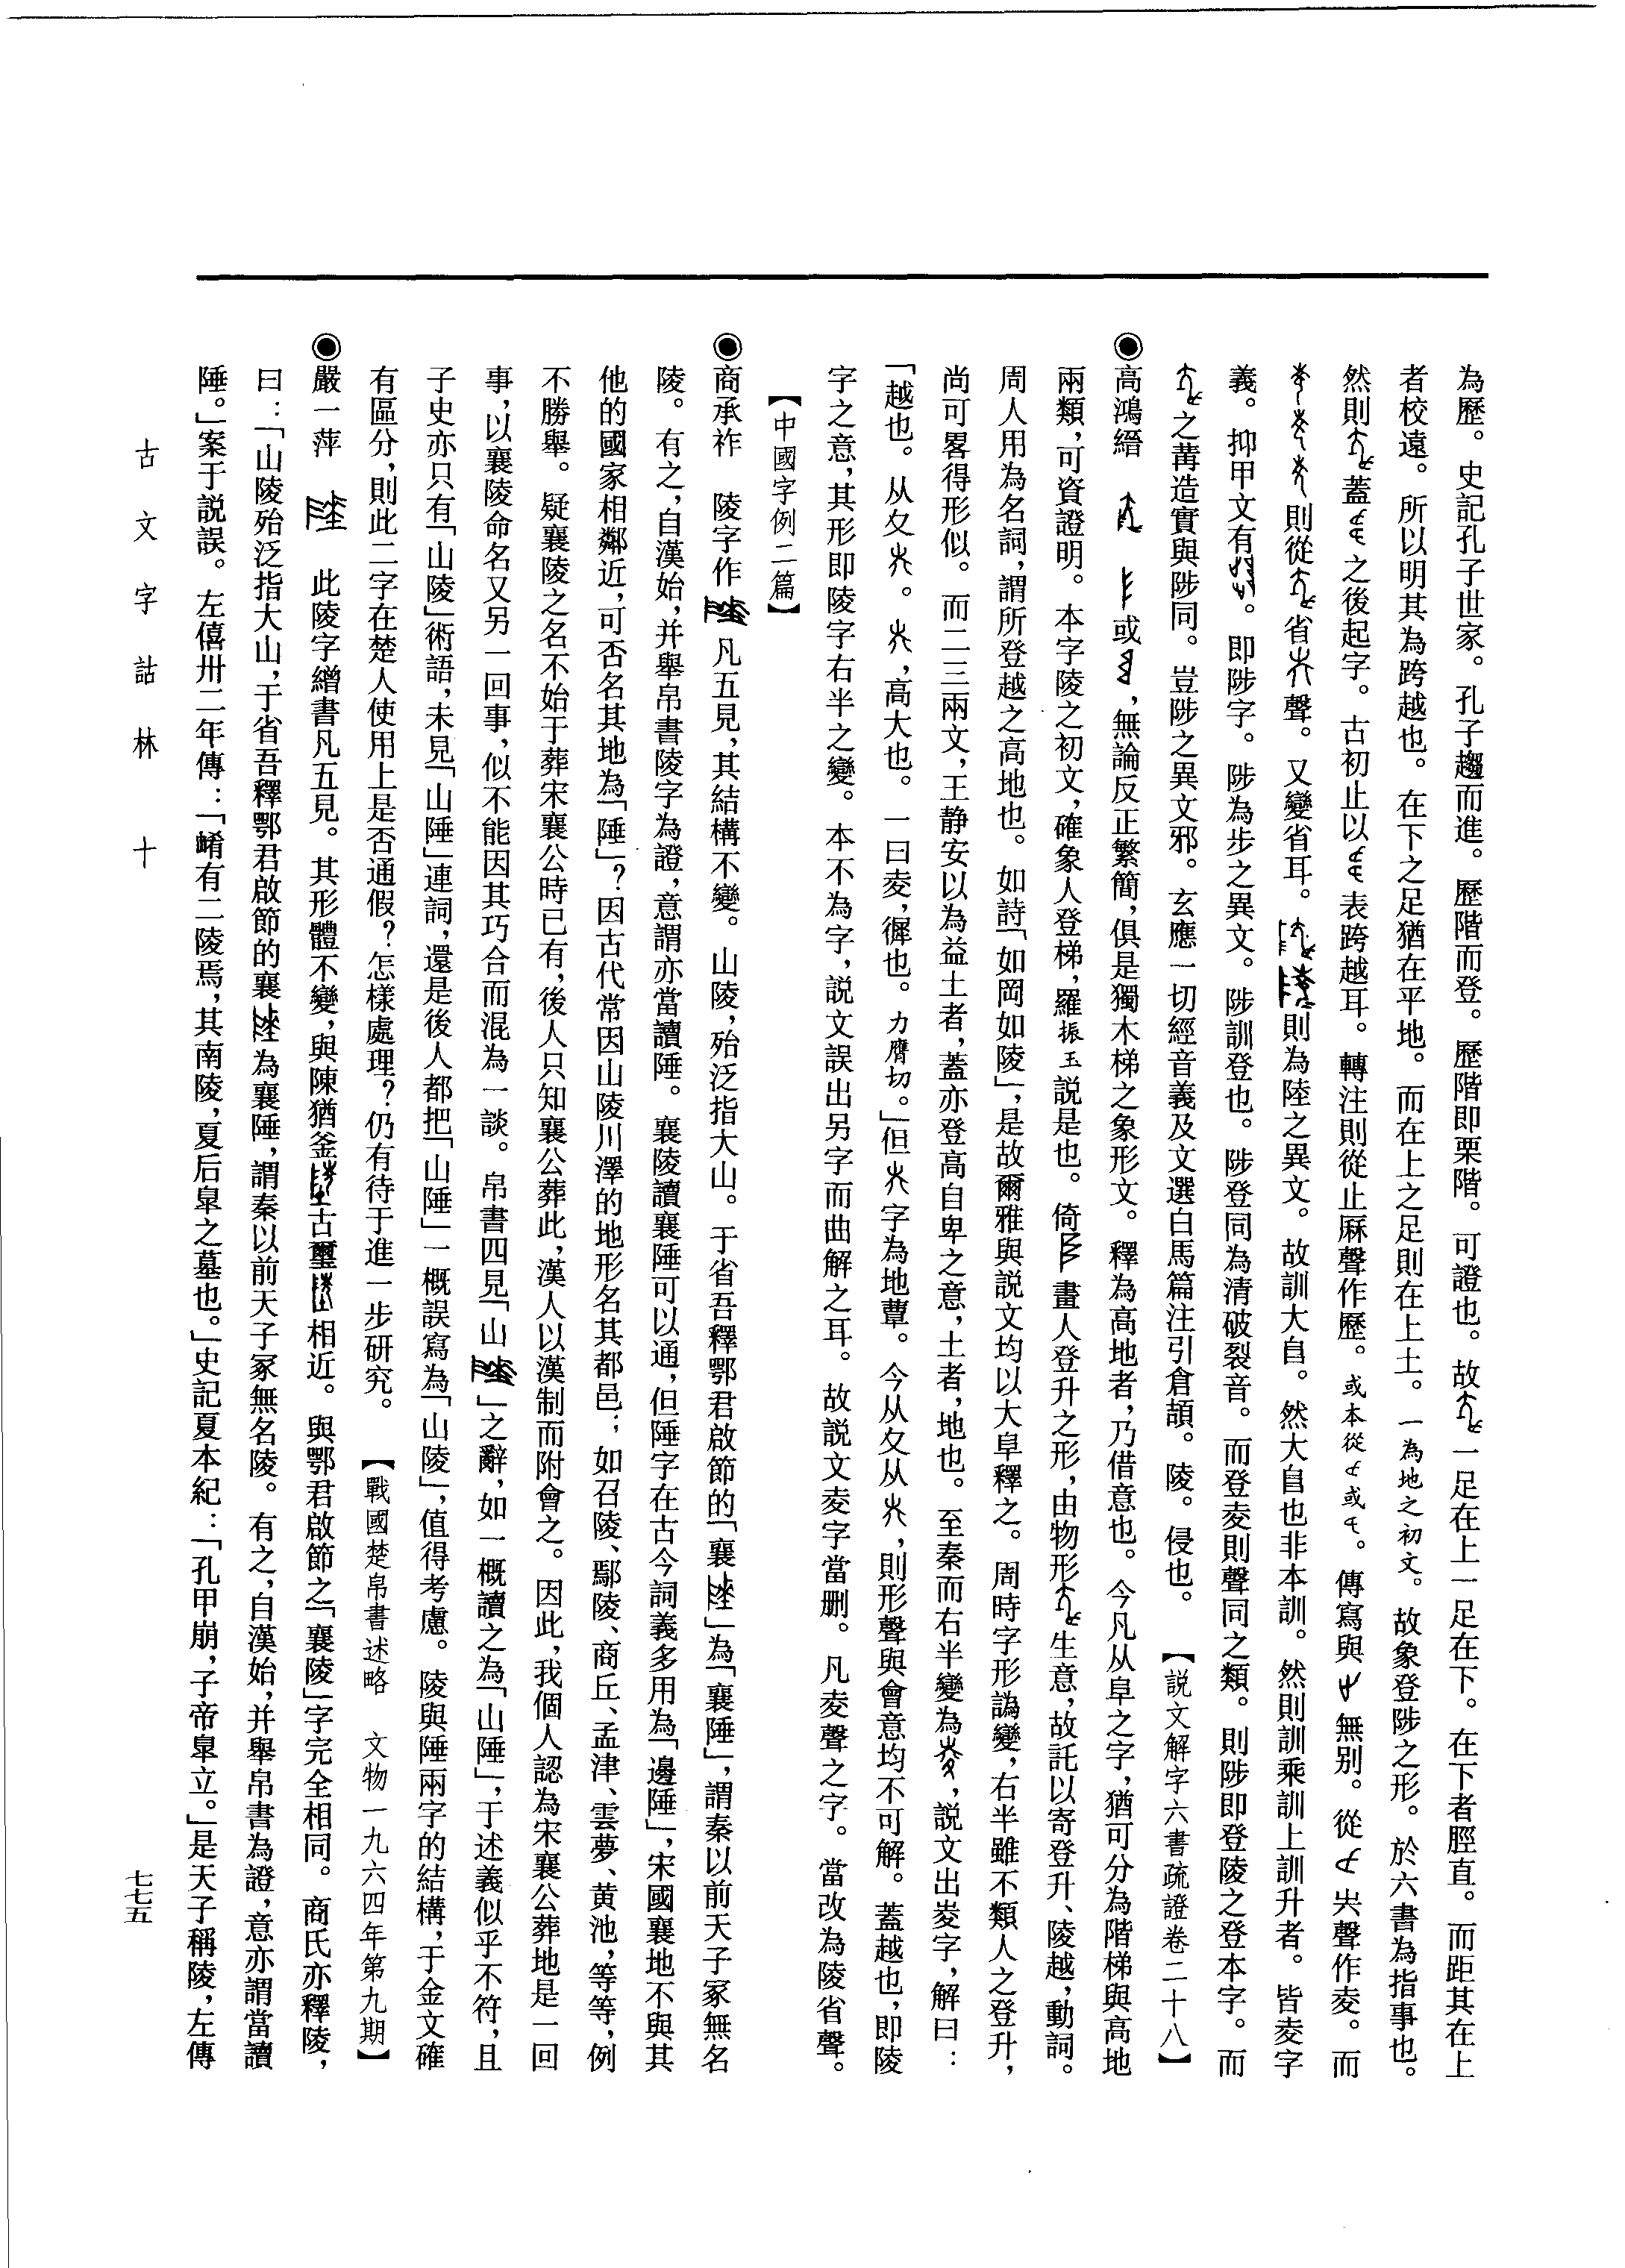 為歷。史記孔子世家。孔子趨而進。歷階而登。歷階即栗階。可證也。故一足在上一足在下。在下者脛直。而距其在上
者校遠。所以明其為跨越也。在下之足猶在平地。而在上之足則在上土。一為地之初文。故象登陟之形。於六書為指事也。
然則蓋之後起字。古初止以表跨越耳。轉注則從止厤聲作歷。或本從或。傳寫與無別。從聲作夌。而
則從省聲。又變省耳。則為陸之異文。故訓大𨸏。然大𨸏也非本訓。然則訓乘訓上訓升者。皆夌字
義。抑甲文有。即陟字。陟為步之異文。陟訓登也。陟登同為清破裂音。而登夌則聲同之類。則陟即登陵之登本字。而
之冓造實與陟同。豈陟之異文邪。玄應一切經音義及文選白馬篇注引倉頡。陵。侵也。　【説文解字六書疏證卷二十八】
◉高鴻縉　或，無論反正繁簡，俱是獨木梯之象形文。釋為高地者，乃借意也。今凡从阜之字，猶可分為階梯與高地
兩類，可資證明。本字陵之初文，確象人登梯，羅振玉説是也。倚畫人登升之形，由物形生意，故託以寄登升、陵越，動詞。
周人用為名詞，謂所登越之高地也。如詩「如岡如陵」，是故爾雅與説文均以大阜釋之。周時字形譌變，右半雖不類人之登升，
尚可畧得形似。而二三兩文，王静安以為益土者，蓋亦登高自卑之意，土者，地也。至秦而右半變為，説文出夌字，解曰：
「越也。从夊。，高大也。一曰夌，徲也。力膺切。」但字為地蕈。今从夊从，則形聲與會意均不可解。蓋越也，即陵
字之意，其形即陵字右半之變。本不為字，説文誤出另字而曲解之耳。故説文夌字當删。凡夌聲之字。當改為陵省聲。
【中國字例二篇】
◉商承祚　陵字作凡五見，其結構不變。山陵，殆泛指大山。于省吾釋鄂君啟節的「襄」為「襄陲」，謂秦以前天子冢無名
陵。有之，自漢始，并舉帛書陵字為證，意謂亦當讀陲。襄陵讀襄陲可以通，但陲字在古今詞義多用為「邊陲」，宋國襄地不與其
他的國家相鄰近，可否名其地為「陲」？因古代常因山陵川澤的地形名其都邑；如召陵、鄢陵、商丘、孟津、雲夢、黄池，等等，例
不勝舉。疑襄陵之名不始于葬宋襄公時已有，後人只知襄公葬此，漢人以漢制而附會之。因此，我個人認為宋襄公葬地是一回
事，以襄陵命名又另一回事，似不能因其巧合而混為一談。帛書四見「山」之辭，如一概讀之為「山陲」，于述義似乎不符，且
子史亦只有「山陵」術語，未見「山陲」連詞，還是後人都把「山陲」一概誤寫為「山陵」，值得考慮。陵與陲兩字的結構，于金文確
有區分，則此二字在楚人使用上是否通假？怎樣處理？仍有待于進一步研究。　【戰國楚帛書述略　文物一九六四年第九期】
◉嚴一萍　此陵字繒書凡五見。其形體不變，與陳猶釜古璽相近。與鄂君啟節之「襄陵」字完全相同。商氏亦釋陵，
曰：「山陵殆泛指大山，于省吾釋鄂君啟節的襄為襄陲，謂秦以前天子冢無名陵。有之，自漢始，并舉帛書為證，意亦謂當讀
陲。」案于説誤。左僖卅二年傳：「崤有二陵焉，其南陵，夏后臯之墓也。」史記夏本紀：「孔甲崩，子帝臯立。」是天子稱陵，左傳
古文字詁林　十
七七五